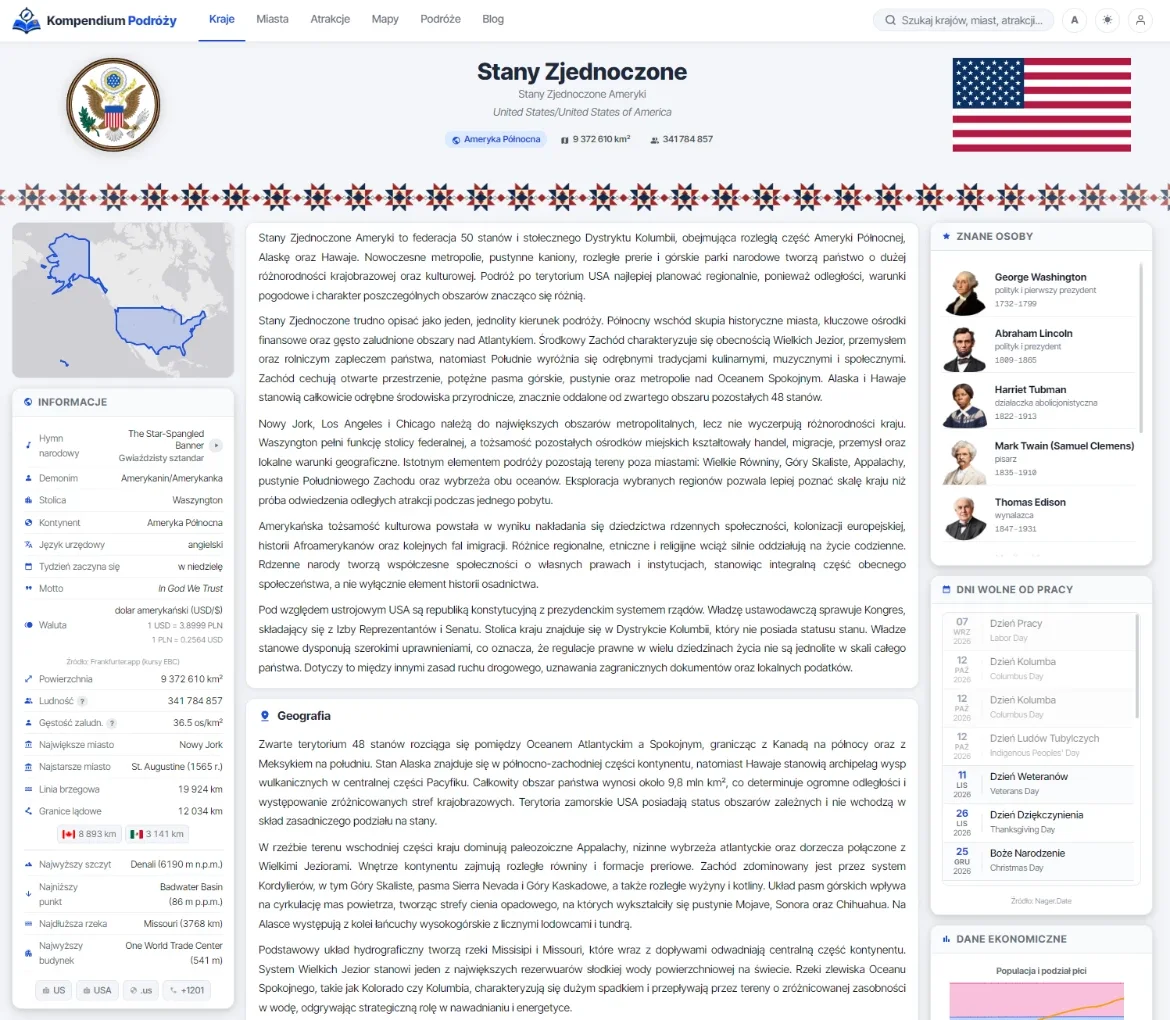 Kompendium Podróży
Kraje
Miasta
Atrakcje
Mapy
Podróże
Blog
Szukaj krajów, miast, atrakcji...
A
Stany Zjednoczone
Stany Zjednoczone Ameryki
United States/United States of America
Ameryka Północna
9 372 610 km²
341 784 857
INFORMACJE
Hymn narodowy
The Star-Spangled Banner
Gwiaździsty sztandar
Demonim
Amerykanin/Amerykanka
Stolica
Waszyngton
Kontynent
Ameryka Północna
Język urzędowy
angielski
Tydzień zaczyna się
w niedzielę
Motto
In God We Trust
Waluta
dolar amerykański (USD/$)
1 USD = 3.8999 PLN
1 PLN = 0.2564 USD
Źródło: Frankfurter.app (kursy EBC)
Powierzchnia
9 372 610 km²
Ludność ?
341 784 857
Gęstość zaludn. ?
36.5 os/km²
Największe miasto
Nowy Jork
Najstarsze miasto
St. Augustine (1565 r.)
Linia brzegowa
19 924 km
Granice lądowe
12 034 km
8 893 km
3 141 km
Najwyższy szczyt
Denali (6190 m n.p.m.)
Najniższy punkt
Badwater Basin
(86 m p.p.m.)
Najdłuższa rzeka
Missouri (3768 km)
Najwyższy budynek
One World Trade Center
(541 m)
US
USA
.us
+1201
Stany Zjednoczone Ameryki to federacja 50 stanów i stołecznego Dystryktu Kolumbii, obejmująca rozległą część Ameryki Północnej,
Alaskę oraz Hawaje. Nowoczesne metropolie, pustynne kaniony, rozległe prerie i górskie parki narodowe tworzą państwo o dużej
różnorodności krajobrazowej oraz kulturowej. Podróż po terytorium USA najlepiej planować regionalnie, ponieważ odległości, warunki
pogodowe i charakter poszczególnych obszarów znacząco się różnią.
Stany Zjednoczone trudno opisać jako jeden, jednolity kierunek podróży. Północny wschód skupia historyczne miasta, kluczowe ośrodki
finansowe oraz gęsto zaludnione obszary nad Atlantykiem. Środkowy Zachód charakteryzuje się obecnością Wielkich Jezior, przemysłem
oraz rolniczym zapleczem państwa, natomiast Południe wyróżnia się odrębnymi tradycjami kulinarnymi, muzycznymi i społecznymi.
Zachód cechują otwarte przestrzenie, potężne pasma górskie, pustynie oraz metropolie nad Oceanem Spokojnym. Alaska i Hawaje
stanowią całkowicie odrębne środowiska przyrodnicze, znacznie oddalone od zwartego obszaru pozostałych 48 stanów.
Nowy Jork, Los Angeles i Chicago należą do największych obszarów metropolitalnych, lecz nie wyczerpują różnorodności kraju.
Waszyngton pełni funkcję stolicy federalnej, a tożsamość pozostałych ośrodków miejskich kształtowały handel, migracje, przemysł oraz
lokalne warunki geograficzne. Istotnym elementem podróży pozostają tereny poza miastami: Wielkie Równiny, Góry Skaliste, Appalachy,
pustynie Południowego Zachodu oraz wybrzeża obu oceanów. Eksploracja wybranych regionów pozwala lepiej poznać skalę kraju niż
próba odwiedzenia odległych atrakcji podczas jednego pobytu.
Amerykańska tożsamość kulturowa powstała w wyniku nakładania się dziedzictwa rdzennych społeczności, kolonizacji europejskiej,
historii Afroamerykanów oraz kolejnych fal imigracji. Różnice regionalne, etniczne i religijne wciąż silnie oddziałują na życie codzienne.
Rdzenne narody tworzą współczesne społeczności o własnych prawach i instytucjach, stanowiąc integralną część obecnego
społeczeństwa, a nie wyłącznie element historii osadnictwa.
Pod względem ustrojowym USA są republiką konstytucyjną z prezydenckim systemem rządów. Władzę ustawodawczą sprawuje Kongres,
składający się z Izby Reprezentantów i Senatu. Stolica kraju znajduje się w Dystrykcie Kolumbii, który nie posiada statusu stanu. Władze
stanowe dysponują szerokimi uprawnieniami, co oznacza, że regulacje prawne w wielu dziedzinach życia nie są jednolite w skali całego
państwa. Dotyczy to między innymi zasad ruchu drogowego, uznawania zagranicznych dokumentów oraz lokalnych podatków.
Geografia
Zwarte terytorium 48 stanów rozciąga się pomiędzy Oceanem Atlantyckim a Spokojnym, granicząc z Kanadą na północy oraz z
Meksykiem na południu. Stan Alaska znajduje się w północno-zachodniej części kontynentu, natomiast Hawaje stanowią archipelag wysp
wulkanicznych w centralnej części Pacyfiku. Całkowity obszar państwa wynosi około 9,8 mln km², co determinuje ogromne odległości i
występowanie zróżnicowanych stref krajobrazowych. Terytoria zamorskie USA posiadają status obszarów zależnych i nie wchodzą w
skład zasadniczego podziału na stany.
W rzeźbie terenu wschodniej części kraju dominują paleozoiczne Appalachy, nizinne wybrzeża atlantyckie oraz dorzecza połączone z
Wielkimi Jeziorami. Wnętrze kontynentu zajmują rozległe równiny i formacje preriowe. Zachód zdominowany jest przez system
Kordylierów, w tym Góry Skaliste, pasma Sierra Nevada i Góry Kaskadowe, a także rozległe wyżyny i kotliny. Układ pasm górskich wpływa
na cyrkulację mas powietrza, tworząc strefy cienia opadowego, na których wykształciły się pustynie Mojave, Sonora oraz Chihuahua. Na
Alasce występują z kolei łańcuchy wysokogórskie z licznymi lodowcami i tundrą.
Podstawowy układ hydrograficzny tworzą rzeki Missisipi i Missouri, które wraz z dopływami odwadniają centralną część kontynentu.
System Wielkich Jezior stanowi jeden z największych rezerwuarów słodkiej wody powierzchniowej na świecie. Rzeki zlewiska Oceanu
Spokojnego, takie jak Kolorado czy Kolumbia, charakteryzują się dużym spadkiem i przepływają przez tereny o zróżnicowanej zasobności
w wodę, odgrywając strategiczną rolę w nawadnianiu i energetyce.
ZNANE OSOBY
George Washington
polityk i pierwszy prezydent
1732-1799
Abraham Lincoln
polityk i prezydent
1809-1865
Harriet Tubman
działaczka abolicjonistyczna
1822-1913
Mark Twain (Samuel Clemens)
pisarz
1835-1910
Thomas Edison
wynalazca
1847-1931
DNI WOLNE OD PRACY
07 WRZ 2026
Dzień Pracy
Labor Day
12 PAŹ 2026
Dzień Kolumba
Columbus Day
12 PAŹ 2026
Dzień Kolumba
Columbus Day
12 PAŹ 2026
Dzień Ludów Tubylczych
Indigenous Peoples' Day
11 LIS 2026
Dzień Weteranów
Veterans Day
26 LIS 2026
Dzień Dziękczynienia
Thanksgiving Day
25 GRU 2026
Boże Narodzenie
Christmas Day
Źródło: Nager.Date
DANE EKONOMICZNE
Populacja i podział płci